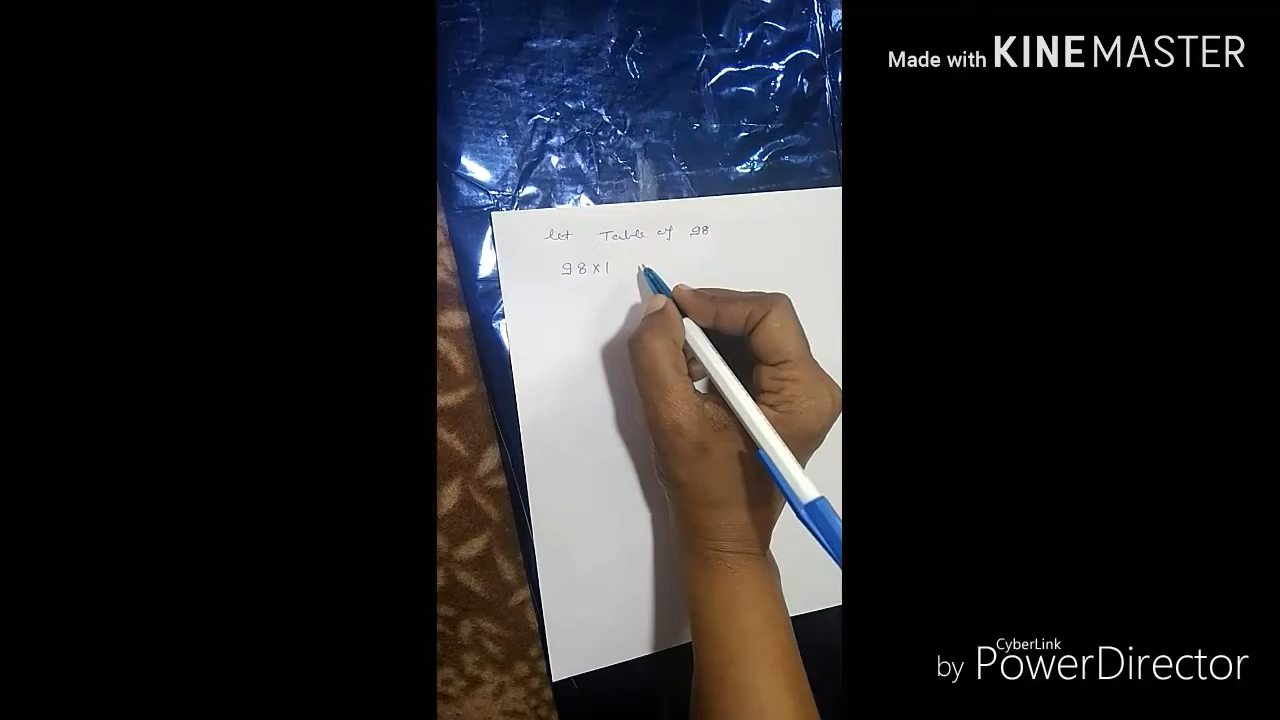 Made with KINEMASTER
let Table of 98
98×1
CyberLink
by PowerDirector